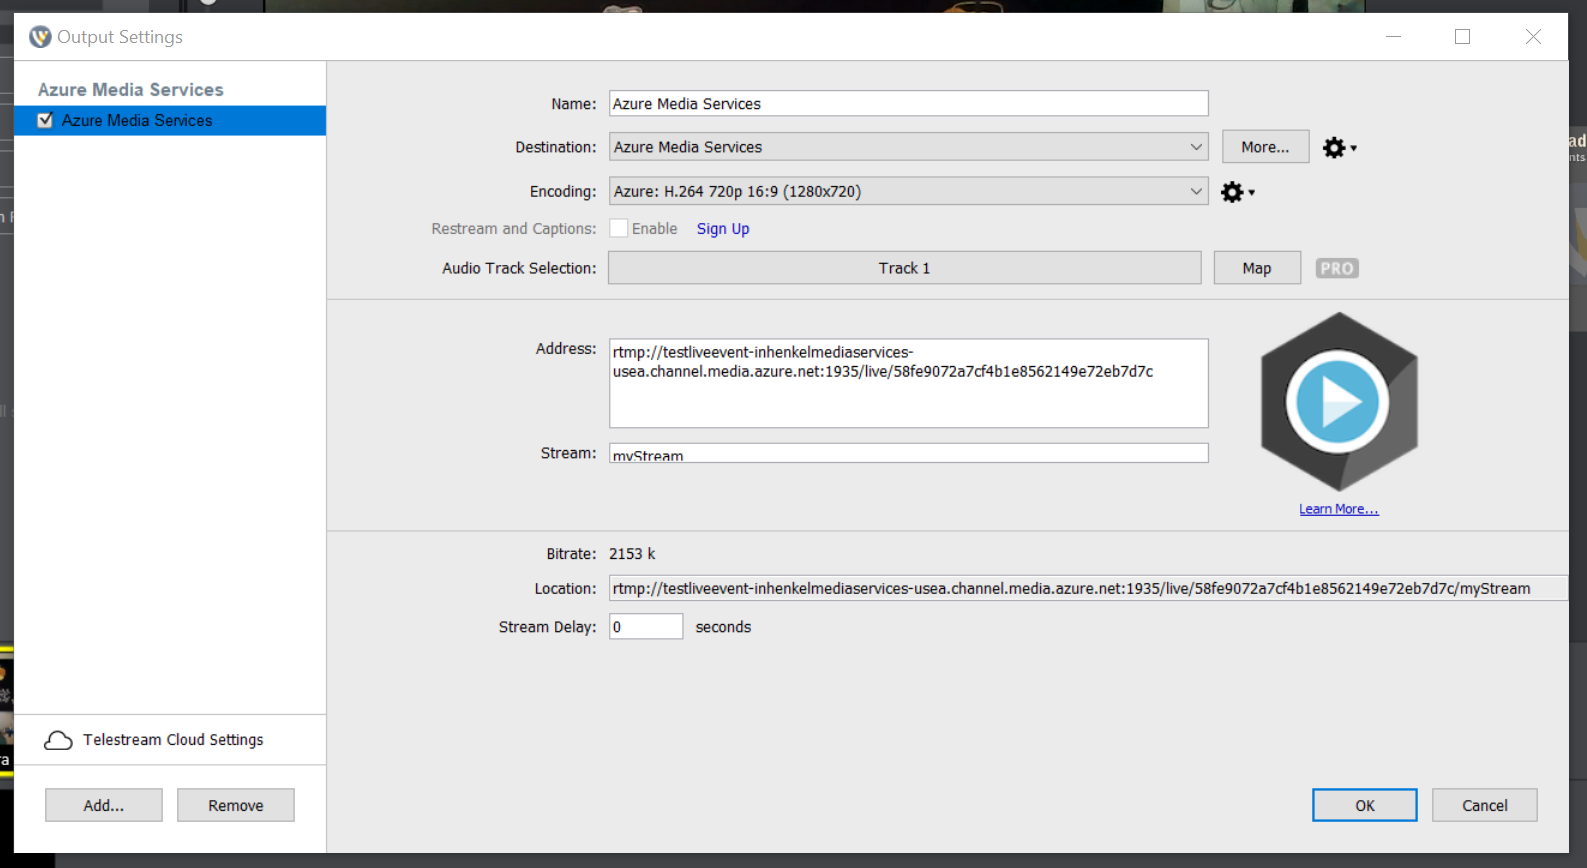 Output Settings
Azure Media Services
Azure Media Services
Name: Azure Media Services
Destination: Azure Media Services More...
Encoding: Azure: H.264 720p 16:9 (1280x720)
Restream and Captions: Enable Sign Up
Audio Track Selection: Track 1 Map PRO
Address: rtmp://testliveevent-inhenkelmediaservices-
usea.channel.media.azure.net:1935/live/58fe9072a7cf4b1e8562149e72eb7d7c
Stream: myStream
Learn More...
Bitrate: 2153 k
Location: rtmp://testliveevent-inhenkelmediaservices-usea.channel.media.azure.net:1935/live/58fe9072a7cf4b1e8562149e72eb7d7c/myStream
Stream Delay: 0 seconds
Telestream Cloud Settings
Add... Remove
OK Cancel